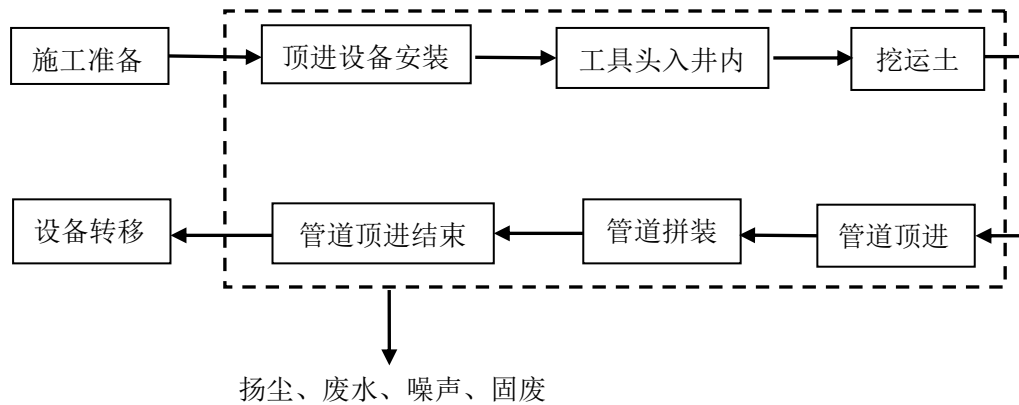 施工准备
顶进设备安装
工具头入井内
挖运土
设备转移
管道顶进结束
管道拼装
管道顶进
扬尘、废水、噪声、固废